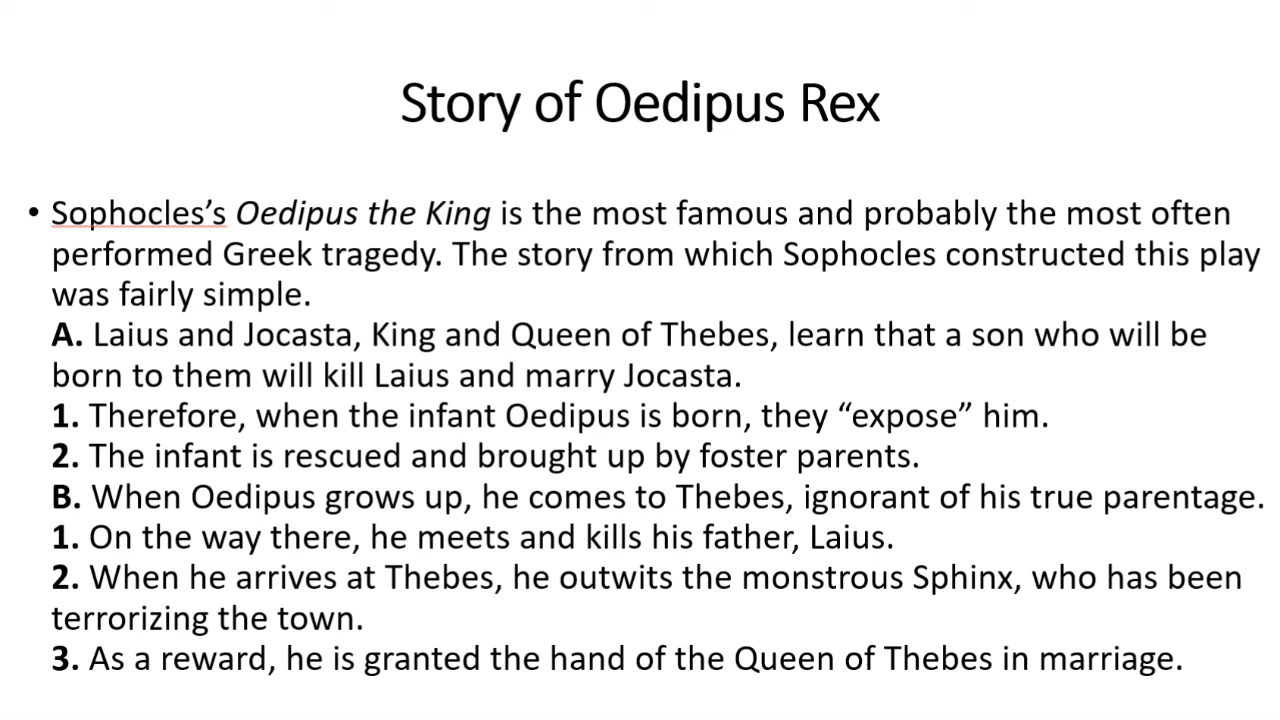 Story of Oedipus Rex
• Sophocles’s Oedipus the King is the most famous and probably the most often
performed Greek tragedy. The story from which Sophocles constructed this play
was fairly simple.
A. Laius and Jocasta, King and Queen of Thebes, learn that a son who will be
born to them will kill Laius and marry Jocasta.
1. Therefore, when the infant Oedipus is born, they “expose” him.
2. The infant is rescued and brought up by foster parents.
B. When Oedipus grows up, he comes to Thebes, ignorant of his true parentage.
1. On the way there, he meets and kills his father, Laius.
2. When he arrives at Thebes, he outwits the monstrous Sphinx, who has been
terrorizing the town.
3. As a reward, he is granted the hand of the Queen of Thebes in marriage.